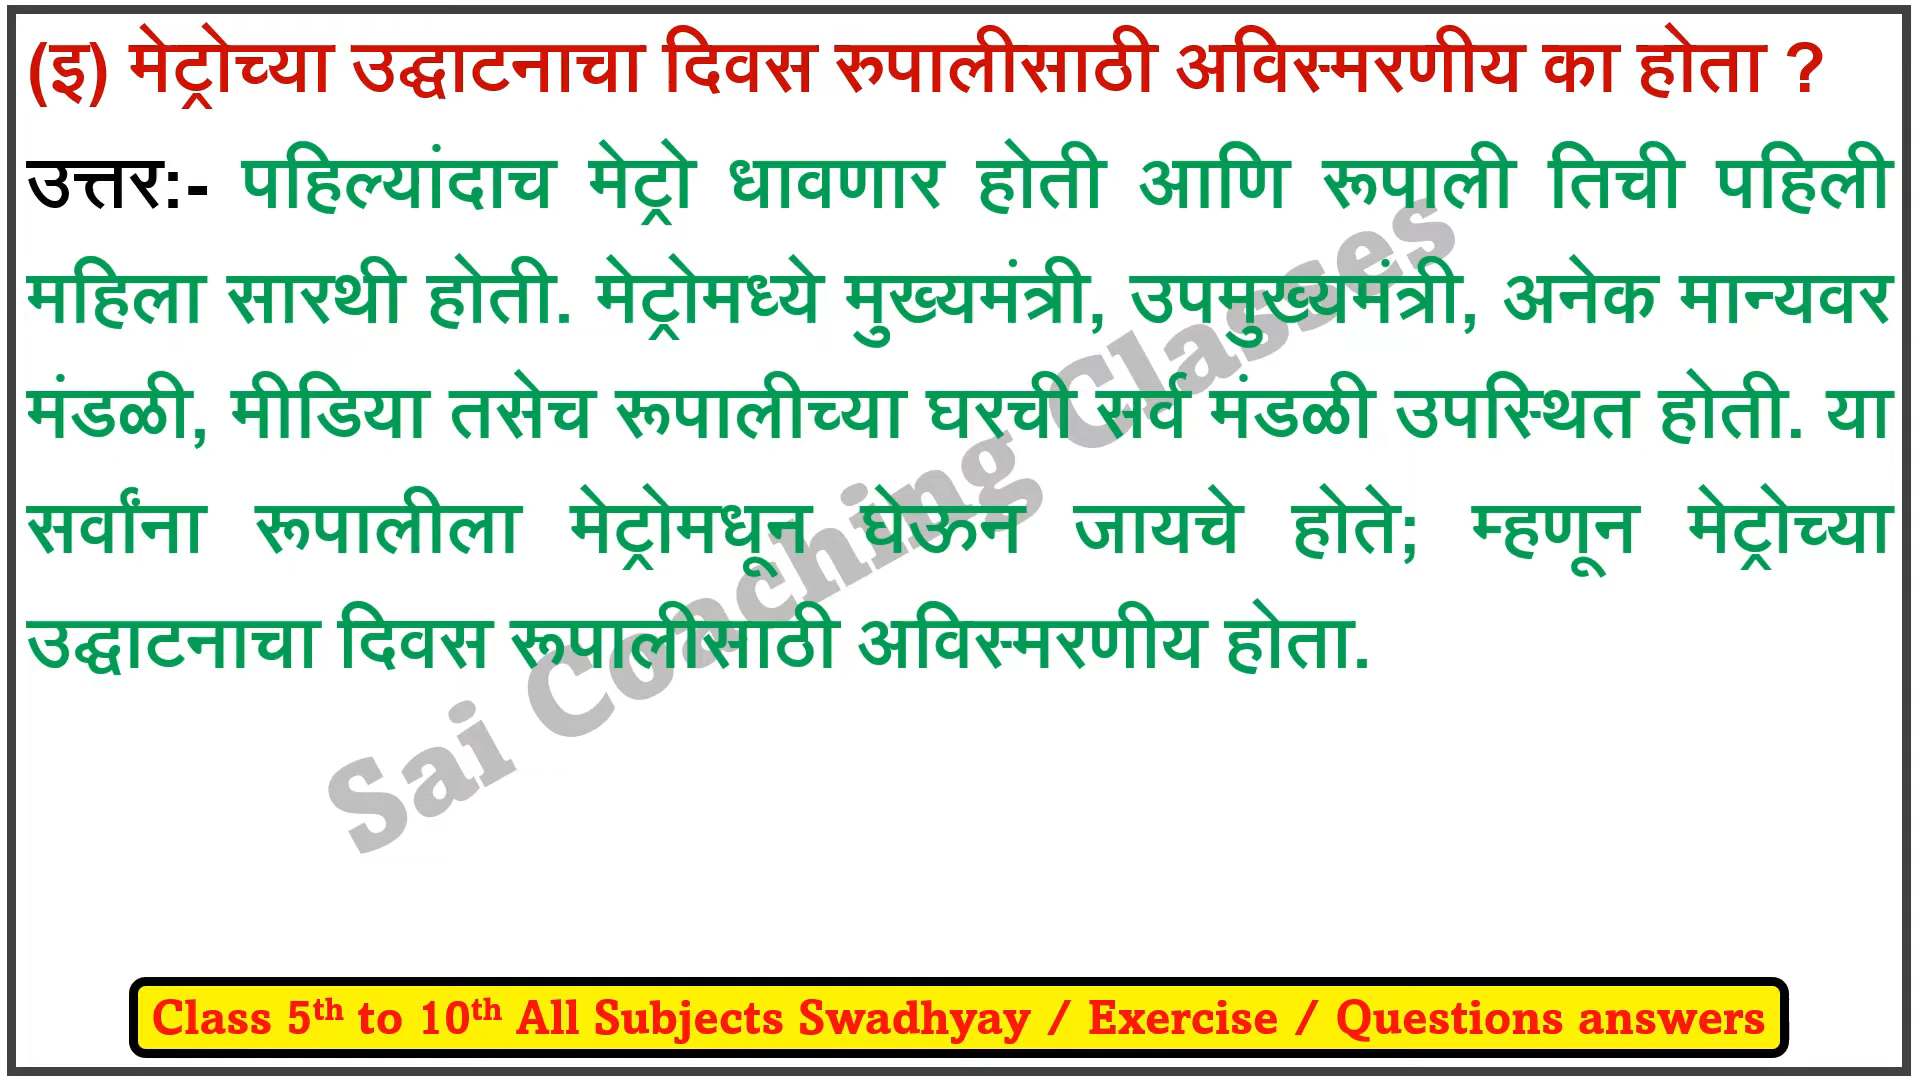 (इ) मेट्रोच्या उद्घाटनाचा दिवस रुपालीसाठी अविस्मरणीय का होता ?
उत्तर:- पहिल्यांदाच मेट्रो धावणार होती आणि रूपाली तिची पहिली
महिला सारथी होती. मेट्रोमध्ये मुख्यमंत्री, उपमुख्यमंत्री, अनेक मान्यवर
मंडळी, मीडिया तसेच रूपालीच्या घरची सर्व मंडळी उपस्थित होती. या
सर्वांना रूपालीला मेट्रोमधून घेऊन जायचे होते; म्हणून मेट्रोच्या
उद्घाटनाचा दिवस रूपालीसाठी अविस्मरणीय होता.
Sai Coaching Classes
Class 5th to 10th All Subjects Swadhyay / Exercise / Questions answers